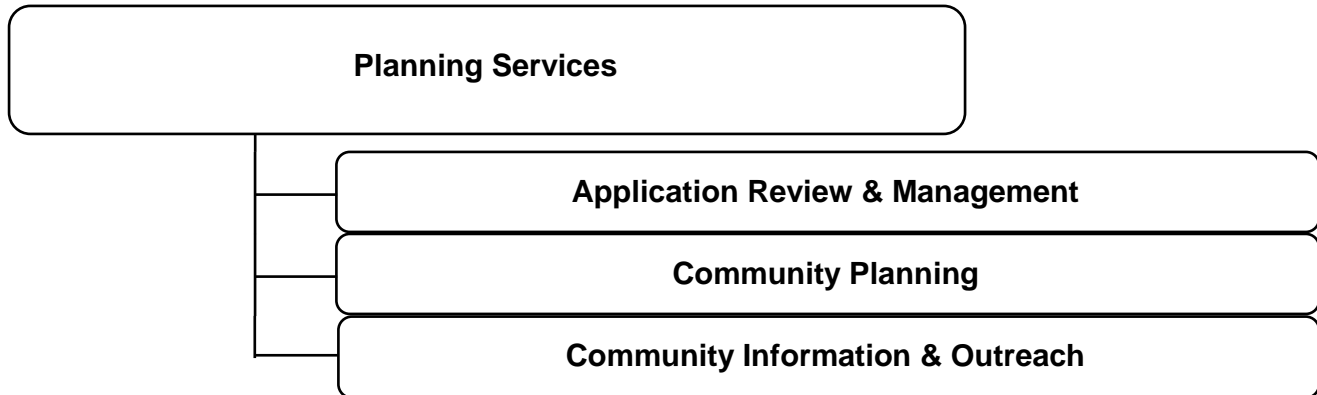 Planning Services
Application Review & Management
Community Planning
Community Information & Outreach